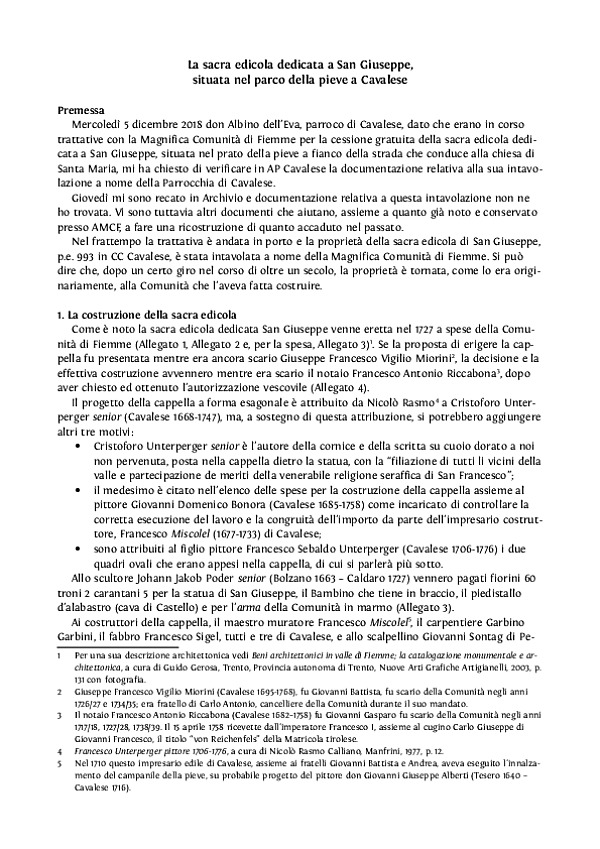 La sacra edicola dedicata a San Giuseppe,
situata nel parco della pieve a Cavalese
Premessa
Mercoledì 5 dicembre 2018 don Albino dell'Eva, parroco di Cavalese, dato che erano in corso
trattative con la Magnifica Comunità di Fiemme per la cessione gratuita della sacra edicola dedi-
cata a San Giuseppe, situata nel prato della pieve a fianco della strada che conduce alla chiesa di
Santa Maria, mi ha chiesto di verificare in AP Cavalese la documentazione relativa alla sua intavo-
lazione a nome della Parrocchia di Cavalese.
Giovedì mi sono recato in Archivio e documentazione relativa a questa intavolazione non ne
ho trovata. Vi sono tuttavia altri documenti che aiutano, assieme a quanto già noto e conservato
presso AMCF, a fare una ricostruzione di quanto accaduto nel passato.
Nel frattempo la trattativa è andata in porto e la proprietà della sacra edicola di San Giuseppe,
p.e. 993 in CC Cavalese, è stata intavolata a nome della Magnifica Comunità di Fiemme. Si può
dire che, dopo un certo giro nel corso di oltre un secolo, la proprietà è tornata, come lo era origi-
nariamente, alla Comunità che l'aveva fatta costruire.
1. La costruzione della sacra edicola
Come è noto la sacra edicola dedicata San Giuseppe venne eretta nel 1727 a spese della Comu-
nità di Fiemme (Allegato 1, Allegato 2 e, per la spesa, Allegato 3)1. Se la proposta di erigere la cap-
pella fu presentata mentre era ancora scario Giuseppe Francesco Vigilio Miorini2, la decisione e la
effettiva costruzione avvennero mentre era scario il notaio Francesco Antonio Riccabona3, dopo
aver chiesto ed ottenuto l'autorizzazione vescovile (Allegato 4).
Il progetto della cappella a forma esagonale è attribuito da Nicolò Rasmo4 a Cristoforo Unter-
perger senior (Cavalese 1668-1747), ma, a sostegno di questa attribuzione, si potrebbero aggiungere
altri tre motivi:
• Cristoforo Unterperger senior è l'autore della cornice e della scritta su cuoio dorato a noi
non pervenuta, posta nella cappella dietro la statua, con la "filiazione di tutti li vicini della
valle e partecipazione de meriti della venerabile religione seraffica di San Francesco";
• il medesimo è citato nell'elenco delle spese per la costruzione della cappella assieme al
pittore Giovanni Domenico Bonora (Cavalese 1685-1758) come incaricato di controllare la
corretta esecuzione del lavoro e la congruità dell'importo da parte dell'impresario costrut-
tore, Francesco Miscolel (1677-1733) di Cavalese;
• sono attribuiti al figlio pittore Francesco Sebaldo Unterperger (Cavalese 1706-1776) i due
quadri ovali che erano appesi nella cappella, di cui si parlerà più sotto.
Allo scultore Johann Jakob Poder senior (Bolzano 1663 – Caldaro 1727) vennero pagati fiorini 60
troni 2 carantani 5 per la statua di San Giuseppe, il Bambino che tiene in braccio, il piedistallo
d'alabastro (cava di Castello) e per l'arma della Comunità in marmo (Allegato 3).
Ai costruttori della cappella, il maestro muratore Francesco Miscolel5, il carpentiere Garbino
Garbini, il fabbro Francesco Sigel, tutti e tre di Cavalese, e allo scalpellino Giovanni Sontag di Pe-
1 Per una sua descrizione architettonica vedi Beni architettonici in valle di Fiemme; la catalogazione monumentale e ar-
chitettonica, a cura di Guido Gerosa, Trento, Provincia autonoma di Trento, Nuove Arti Grafiche Artigianelli, 2003, p.
131 con fotografia.
2 Giuseppe Francesco Vigilio Miorini (Cavalese 1695-1768), fu Giovanni Battista, fu scario della Comunità negli anni
1726/27 e 1734/35; era fratello di Carlo Antonio, cancelliere della Comunità durante il suo mandato.
3 Il notaio Francesco Antonio Riccabona (Cavalese 1682–1758) fu Giovanni Gasparo fu scario della Comunità negli anni
1717/18, 1727/28, 1738/39. Il 15 aprile 1758 ricevette dall'imperatore Francesco I, assieme al cugino Carlo Giuseppe di
Giovanni Francesco, il titolo "von Reichenfels" della Matricola tirolese.
4 Francesco Unterperger pittore 1706-1776, a cura di Nicolò Rasmo Calliano, Manfrini, 1977, p. 12.
5 Nel 1710 questo impresario edile di Cavalese, assieme ai fratelli Giovanni Battista e Andrea, aveva eseguito l'innalza-
mento del campanile della pieve, su probabile progetto del pittore don Giovanni Giuseppe Alberti (Tesero 1640 –
Cavalese 1716).